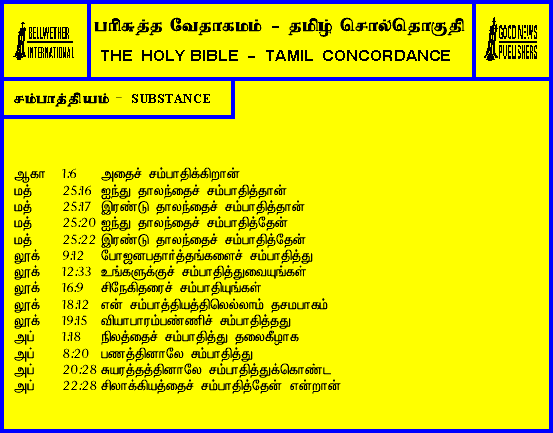 BELLWETHER INTERNATIONAL
பரிசுத்த வேதாகமம் - தமிழ் சொல்தொகுதி
THE HOLY BIBLE - TAMIL CONCORDANCE
GOOD NEWS PUBLISHERS
சம்பாத்தியம் - SUBSTANCE
ஆகா 1:6 அதைச் சம்பாதிக்கிறான்
மத் 25:16 ஐந்து தாலந்தைச் சம்பாதித்தான்
மத் 25:17 இரண்டு தாலந்தைச் சம்பாதித்தான்
மத் 25:20 ஐந்து தாலந்தைச் சம்பாதித்தேன்
மத் 25:22 இரண்டு தாலந்தைச் சம்பாதித்தேன்
லூக் 9:12 போஜனபதார்த்தங்களைச் சம்பாதித்து
லூக் 12:33 உங்களுக்குச் சம்பாதித்துவையுங்கள்
லூக் 16:9 சிநேகிதரைச் சம்பாதியுங்கள்
லூக் 18:12 என் சம்பாத்தியத்திலெல்லாம் தசமபாகம்
லூக் 19:15 வியாபாரம்பண்ணிச் சம்பாதித்தது
அப் 1:18 நிலத்தைச் சம்பாதித்து தலைகீழாக
அப் 8:20 பணத்தினாலே சம்பாதித்து
அப் 20:28 சுயரத்தத்தினாலே சம்பாதித்துக்கொண்ட
அப் 22:28 சிலாக்கியத்தைச் சம்பாதித்தேன் என்றான்